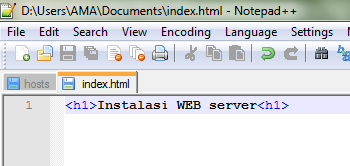 D:\Users\AMA\Documents\index.html - Notepad++
File Edit Search View Encoding Language Settings
hosts index.html
1 <h1>Instalasi WEB server<h1>